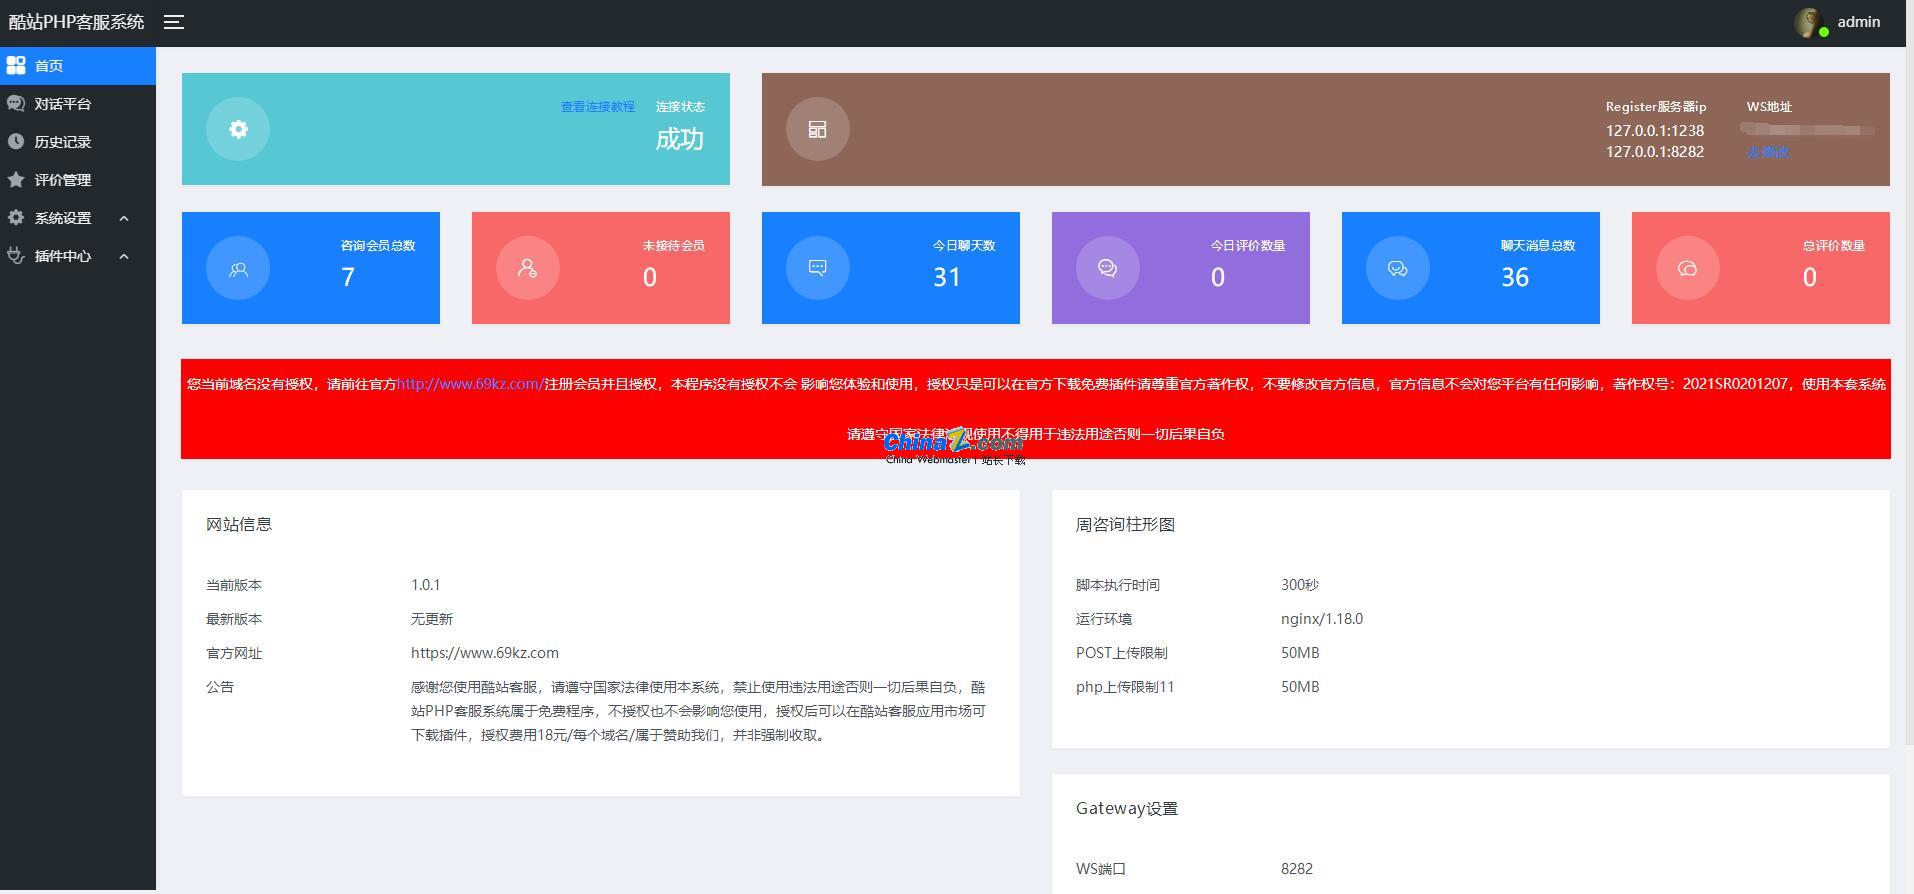 酷站PHP客服系统
admin
首页
对话平台
历史记录
评价管理
系统设置
插件中心
查看连接教程 连接状态
成功
Register服务器ip WS地址
127.0.0.1:1238
127.0.0.1:8282 去修改
咨询会员总数
7
未接待会员
0
今日聊天数
31
今日评价数量
0
聊天消息总数
36
总评价数量
0
您当前域名没有授权，请前往官方http://www.69kz.com/注册会员并且授权，本程序没有授权不会 影响您体验和使用，授权只是可以在官方下载免费插件请尊重官方著作权，不要修改官方信息，官方信息不会对您平台有任何影响，著作权号：2021SR0201207，使用本套系统
请遵守国家法律 使用不得用于违法用途否则一切后果自负
ChinaZ.com
China Webmaster | 站长下载
网站信息
当前版本 1.0.1
最新版本 无更新
官方网址 https://www.69kz.com
公告 感谢您使用酷站客服，请遵守国家法律使用本系统，禁止使用违法用途否则一切后果自负，酷
站PHP客服系统属于免费程序，不授权也不会影响您使用，授权后可以在酷站客服应用市场可
下载插件，授权费用18元/每个域名/属于赞助我们，并非强制收取。
周咨询柱形图
脚本执行时间 300秒
运行环境 nginx/1.18.0
POST上传限制 50MB
php上传限制11 50MB
Gateway设置
WS端口 8282